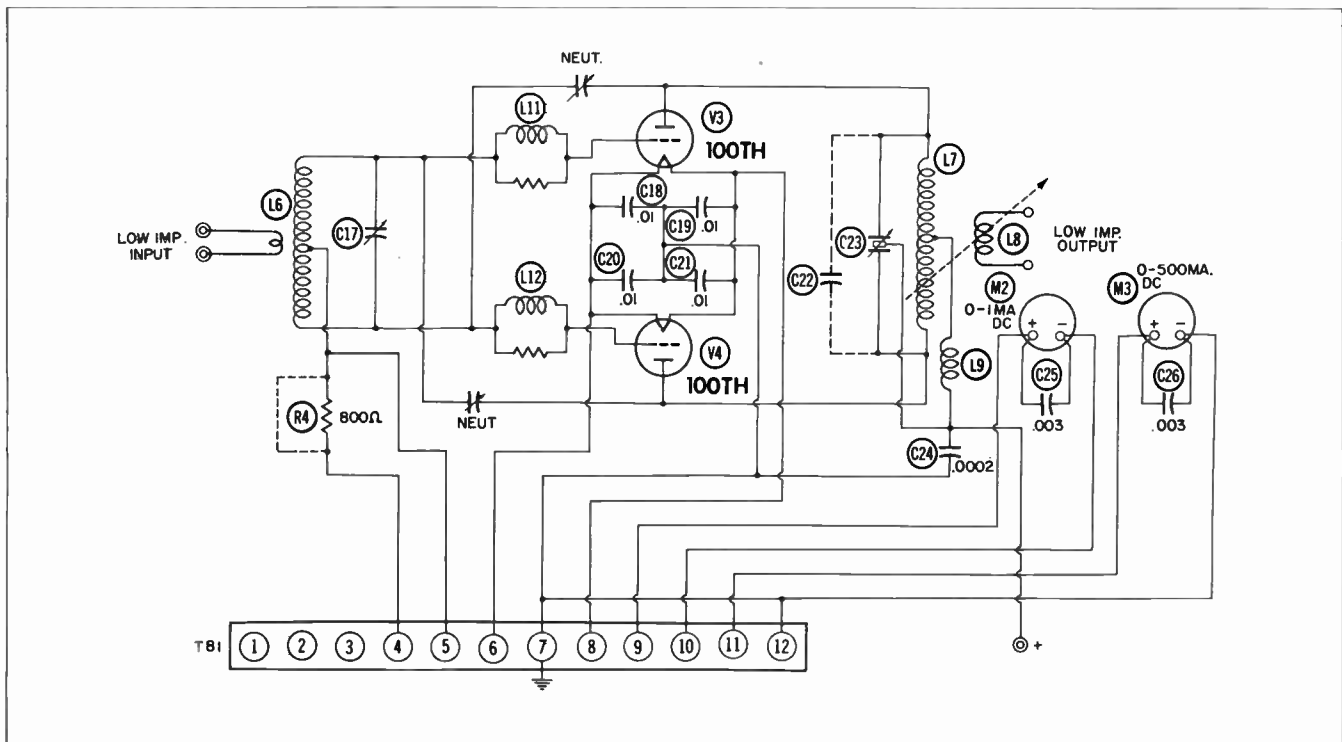 NEUT.
L11
V3
100TH
L7
L6
C18
.01
C19
.01
C17
C23
L8
LOW IMP.
INPUT
LOW IMP.
OUTPUT
C20
.01
C21
.01
C22
M2
0-1MA
DC
M3
0-500MA.
DC
L12
+ -
+ -
V4
100TH
L9
C25
.003
C26
.003
R4
800Ω
NEUT
C24
.0002
TB1
1 2 3 4 5 6 7 8 9 10 11 12
+